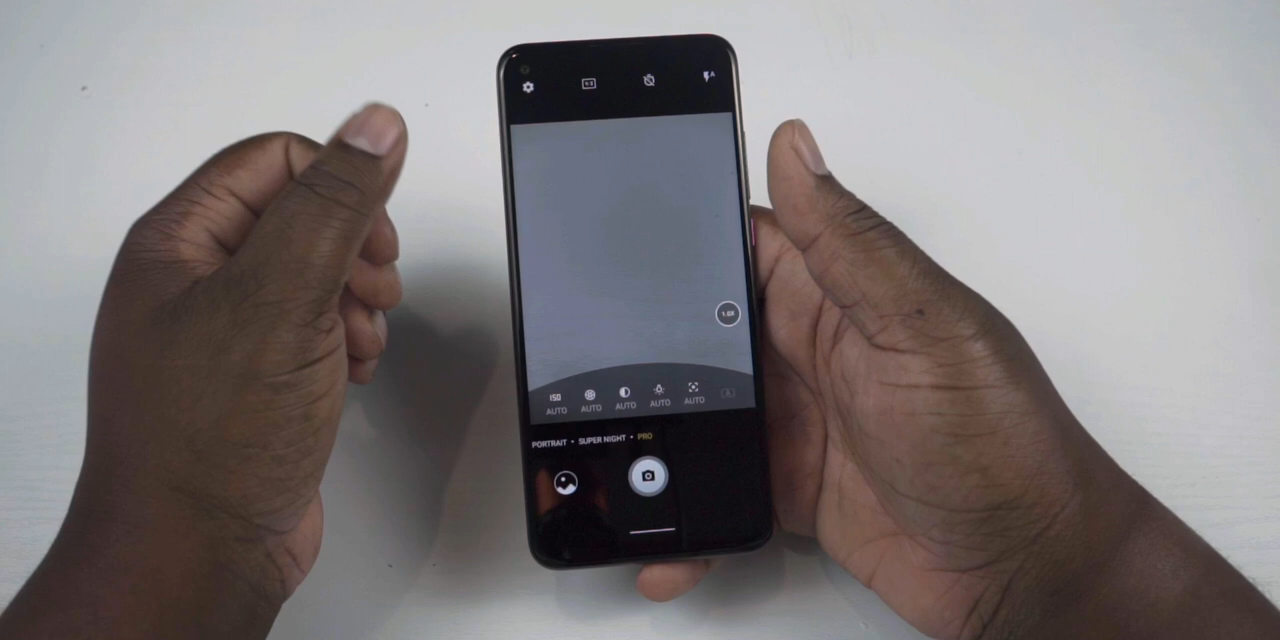 A
1.0X
ISO
AUTO AUTO AUTO AUTO AUTO
PORTRAIT • SUPER NIGHT • PRO